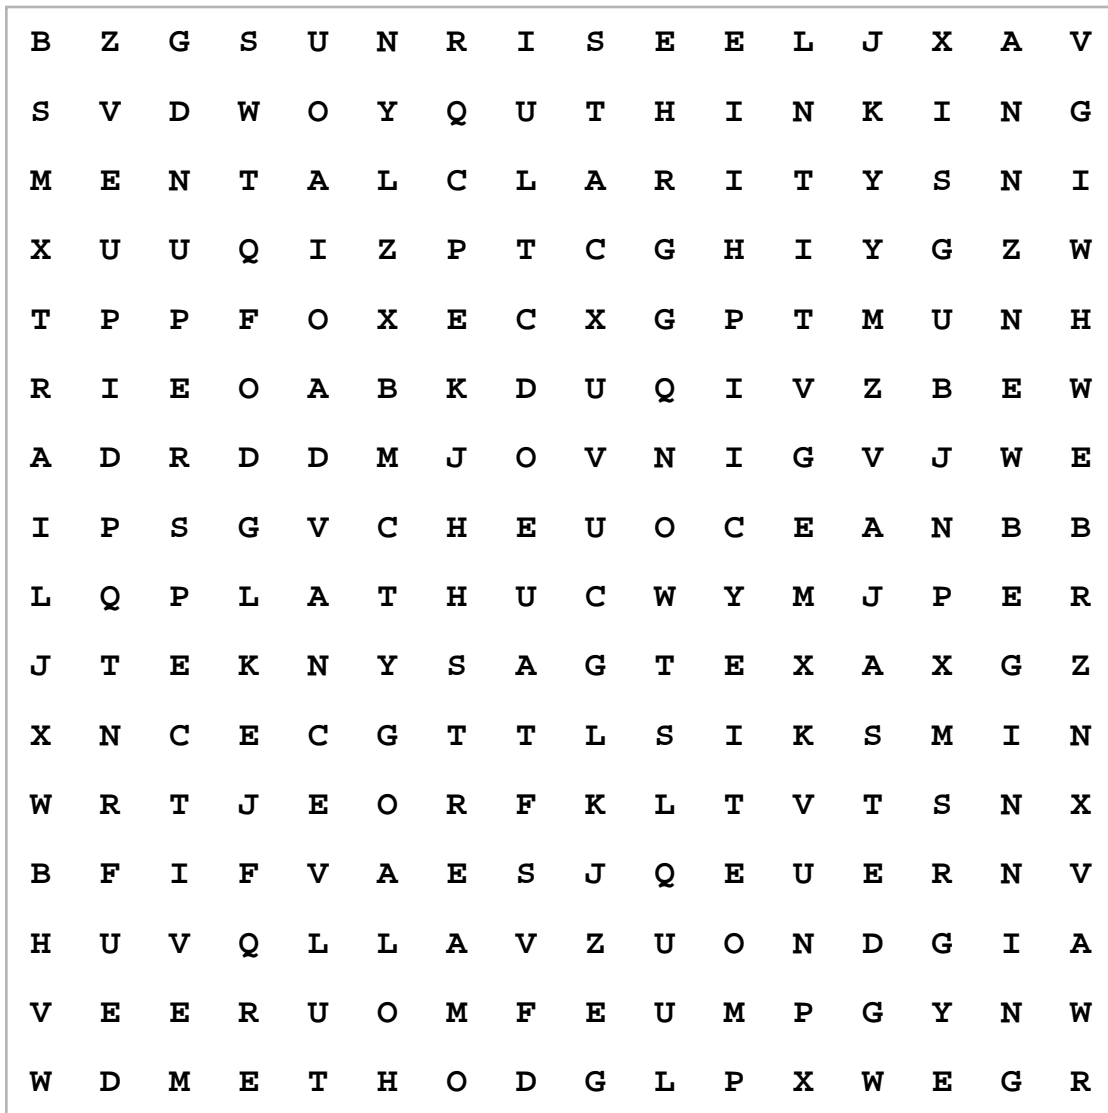 B Z G S U N R I S E E L J X A V
S V D W O Y Q U T H I N K I N G
M E N T A L C L A R I T Y S N I
X U U Q I Z P T C G H I Y G Z W
T P P F O X E C X G P T M U N H
R I E O A B K D U Q I V Z B E W
A D R D D M J O V N I G V J W E
I P S G V C H E U O C E A N B B
L Q P L A T H U C W Y M J P E R
J T E K N Y S A G T E X A X G Z
X N C E C G T T L S I K S M I N
W R T J E O R F K L T V T S N X
B F I F V A E S J Q E U E R N V
H U V Q L L A V Z U O N D G I A
V E E R U O M F E U M P G Y N W
W D M E T H O D G L P X W E G R